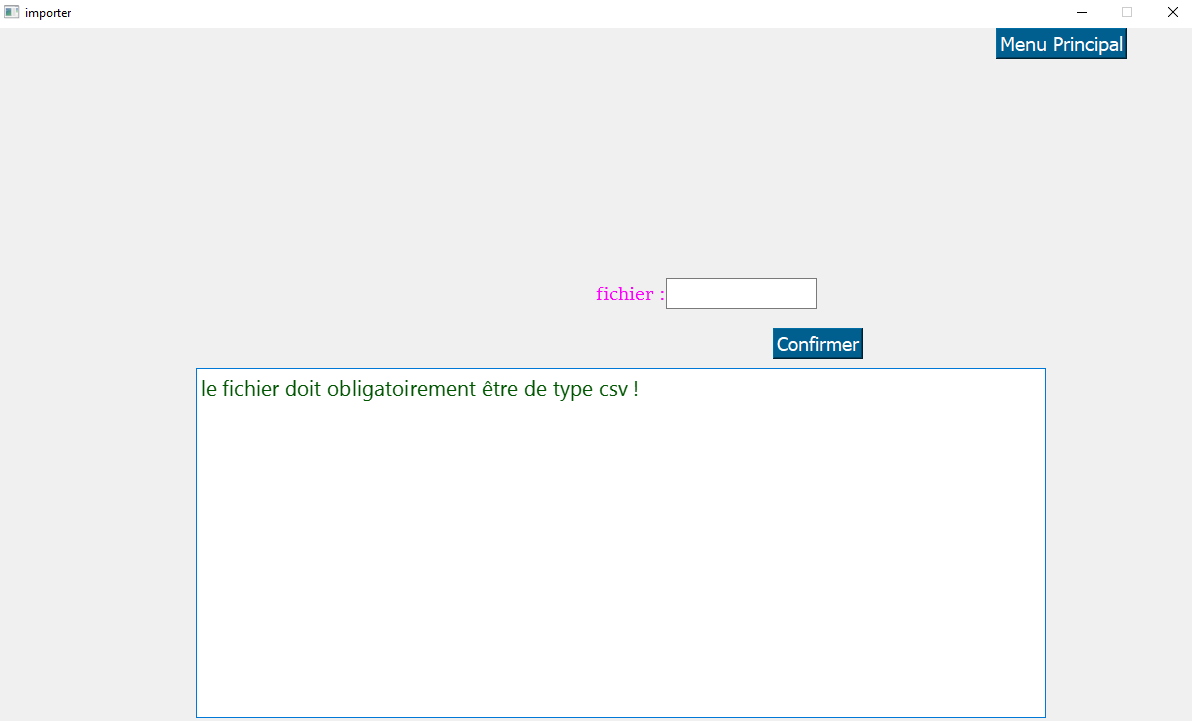 importer
Menu Principal
fichier :
Confirmer
le fichier doit obligatoirement être de type csv !